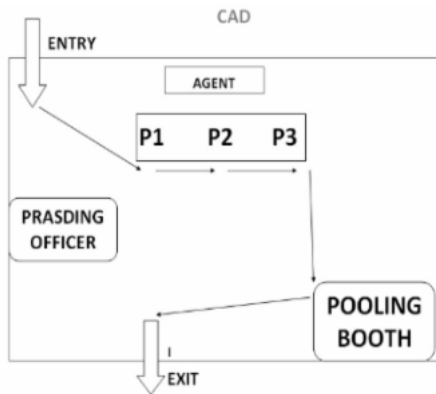 CAD
ENTRY
AGENT
P1 P2 P3
PRASDING
OFFICER
POOLING
BOOTH
I
EXIT